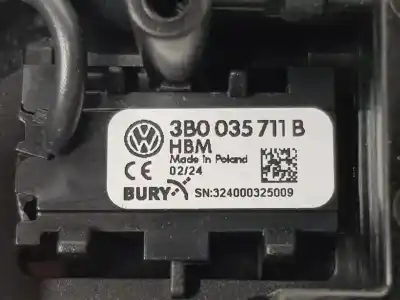 3B0 035 711 B
HBM
Made in Poland
02/24
BURY
SN:324000325009